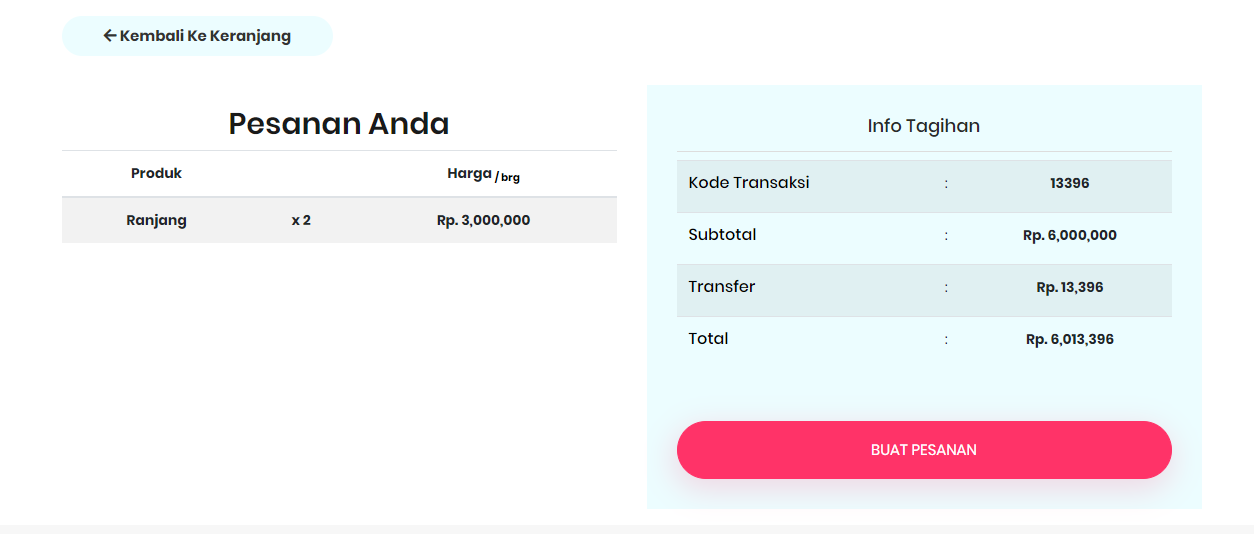 ← Kembali Ke Keranjang
Pesanan Anda
Produk Harga / brg
Ranjang x 2 Rp. 3,000,000
Info Tagihan
Kode Transaksi : 13396
Subtotal : Rp. 6,000,000
Transfer : Rp. 13,396
Total : Rp. 6,013,396
BUAT PESANAN